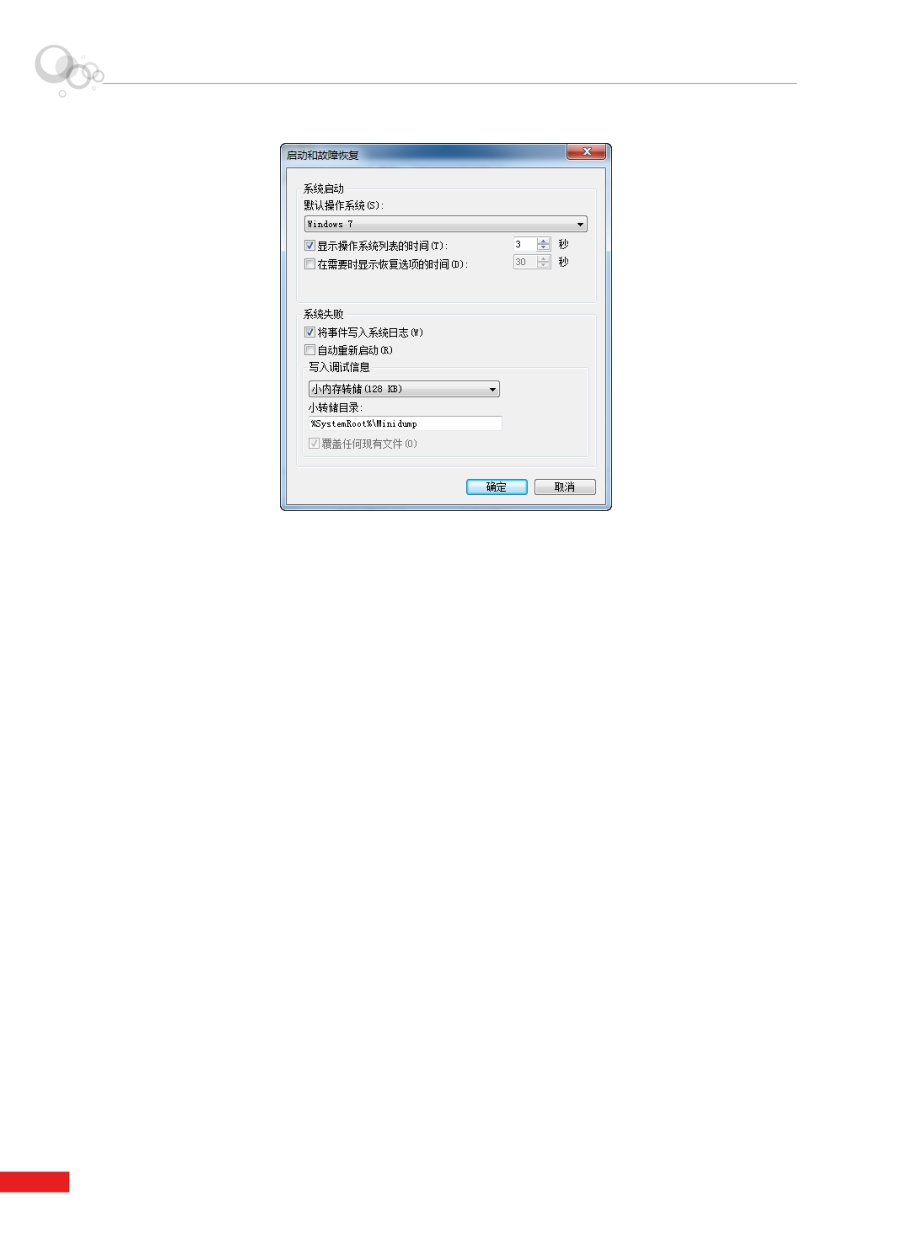 启动和故障恢复
系统启动
默认操作系统(S):
Windows 7
显示操作系统列表的时间(T): 3 秒
在需要时显示恢复选项的时间(D): 30 秒
系统失败
将事件写入系统日志(W)
自动重新启动(R)
写入调试信息
小内存转储(128 KB)
小转储目录:
%SystemRoot%\Minidump
覆盖任何现有文件(O)
确定 取消